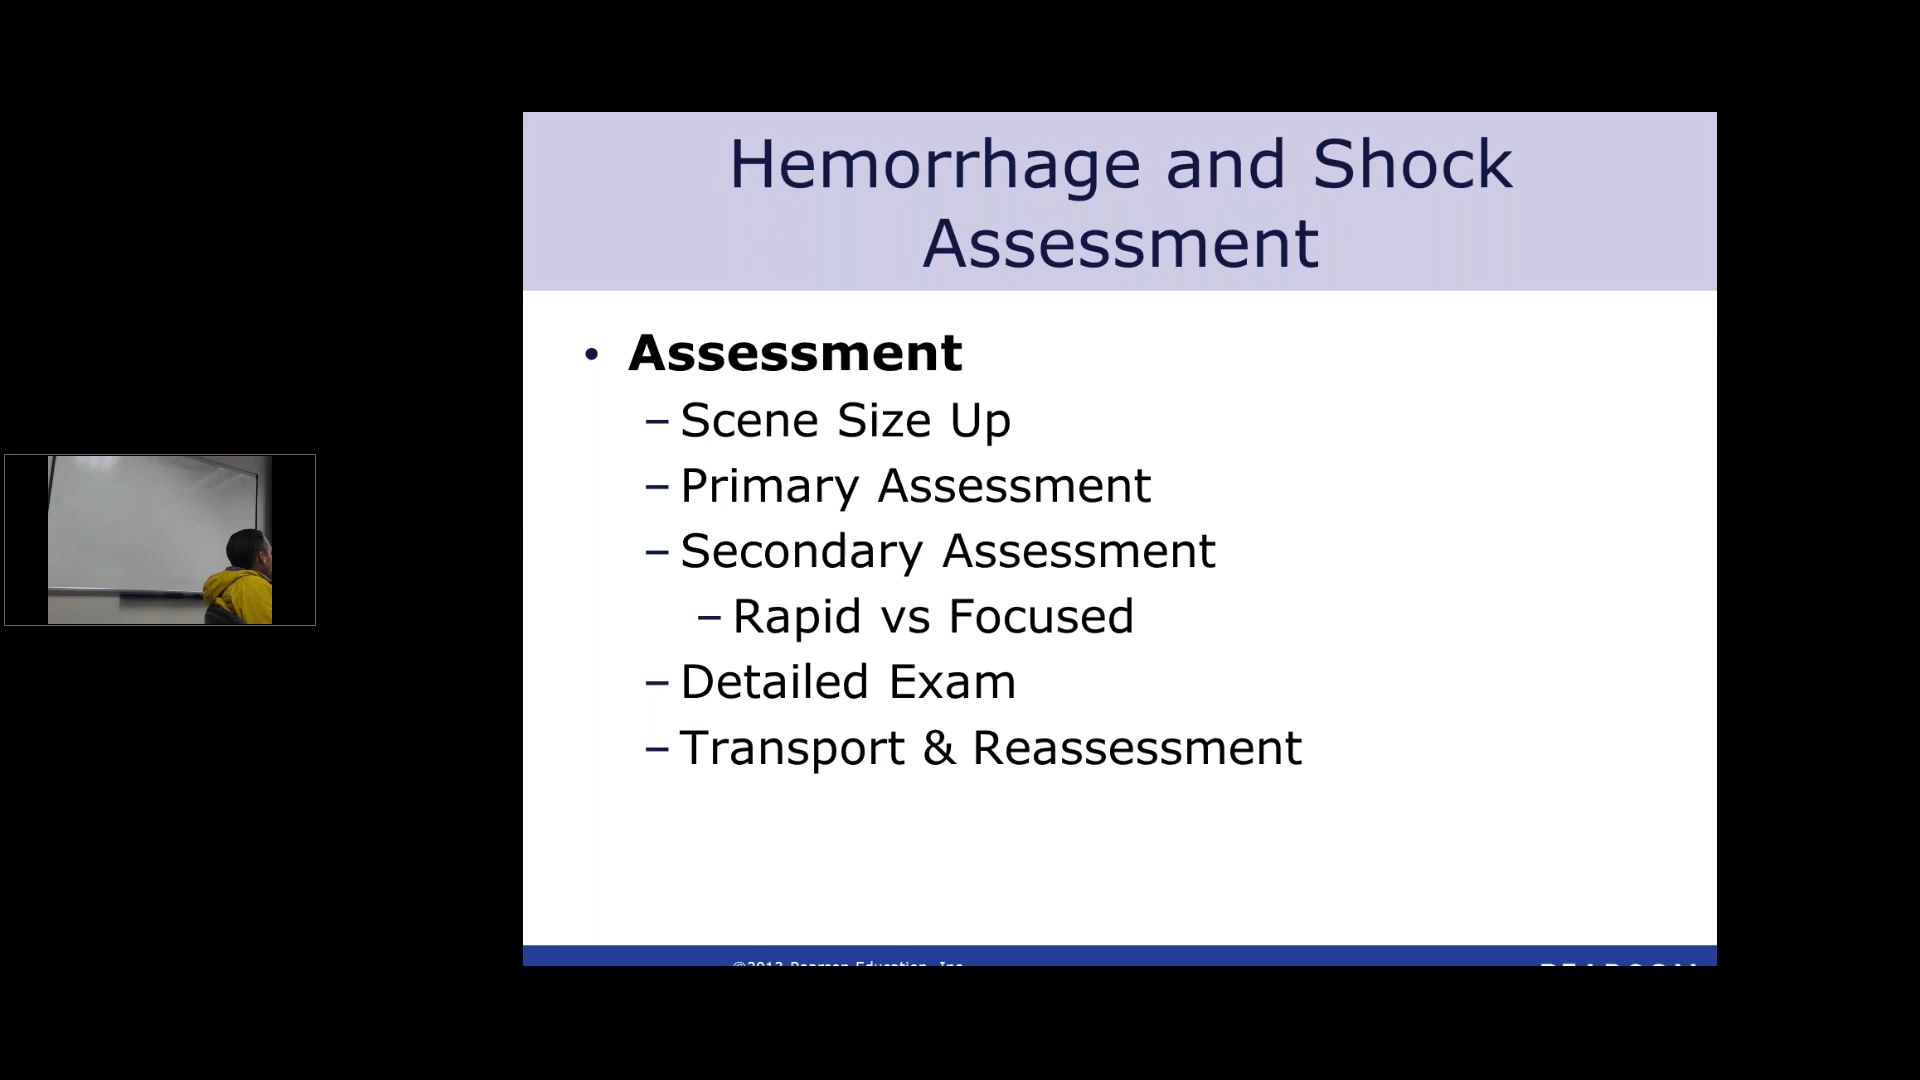 Hemorrhage and Shock
Assessment
• Assessment
– Scene Size Up
– Primary Assessment
– Secondary Assessment
– Rapid vs Focused
– Detailed Exam
– Transport & Reassessment
©2013 Pearson Education, Inc.
PEARSON